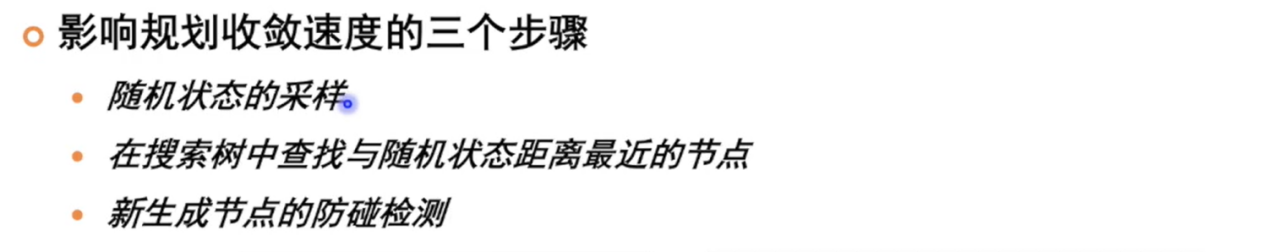 影响规划收敛速度的三个步骤
随机状态的采样
在搜索树中查找与随机状态距离最近的节点
新生成节点的防碰检测